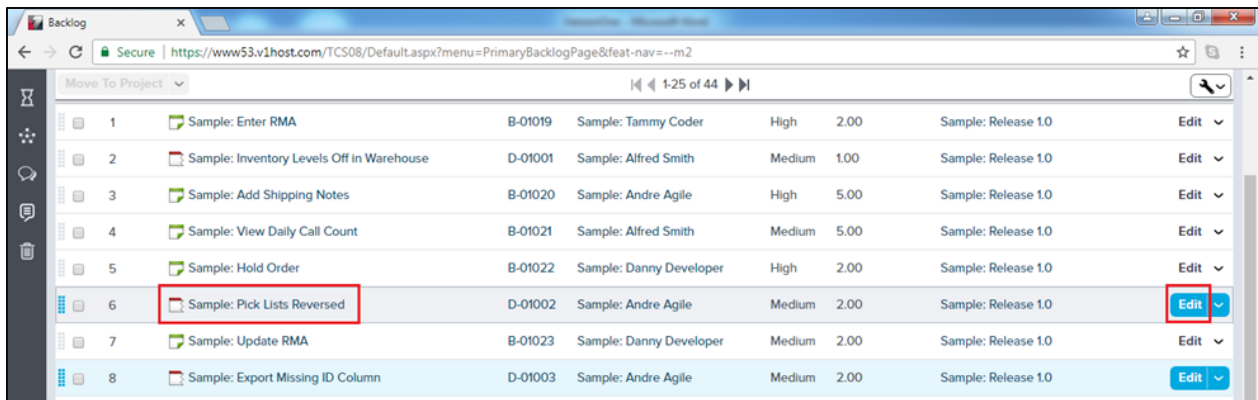 Backlog
Secure | https://www53.v1host.com/TCS08/Default.aspx?menu=PrimaryBacklogPage&feat-nav=--m2
Move To Project 1-25 of 44
1 Sample: Enter RMA B-01019 Sample: Tammy Coder High 2.00 Sample: Release 1.0 Edit
2 Sample: Inventory Levels Off in Warehouse D-01001 Sample: Alfred Smith Medium 1.00 Sample: Release 1.0 Edit
3 Sample: Add Shipping Notes B-01020 Sample: Andre Agile High 5.00 Sample: Release 1.0 Edit
4 Sample: View Daily Call Count B-01021 Sample: Alfred Smith Medium 5.00 Sample: Release 1.0 Edit
5 Sample: Hold Order B-01022 Sample: Danny Developer High 2.00 Sample: Release 1.0 Edit
6 Sample: Pick Lists Reversed D-01002 Sample: Andre Agile Medium 2.00 Sample: Release 1.0 Edit
7 Sample: Update RMA B-01023 Sample: Danny Developer Medium 2.00 Sample: Release 1.0 Edit
8 Sample: Export Missing ID Column D-01003 Sample: Andre Agile Medium 2.00 Sample: Release 1.0 Edit